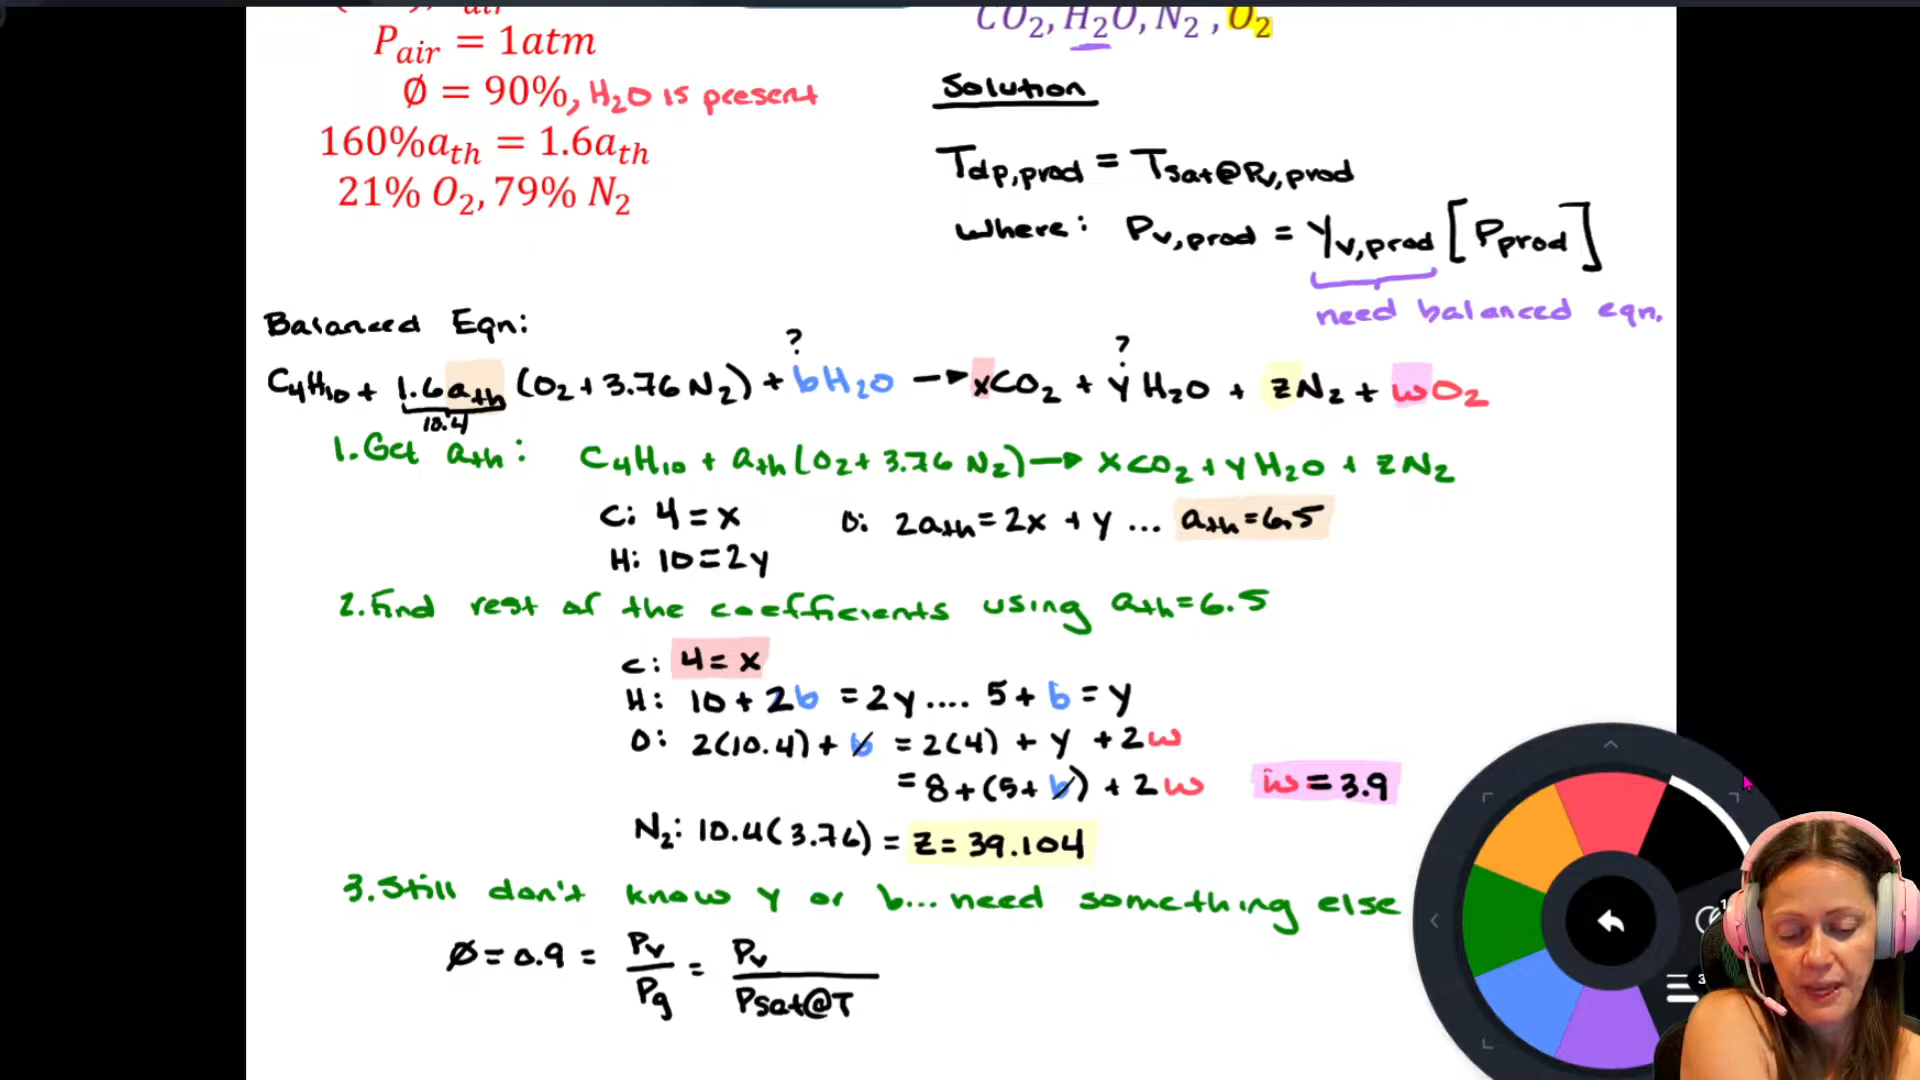 P_air = 1atm
CO₂, H₂O, N₂, O₂
Ø = 90%, H₂O is present
160%a_th = 1.6a_th
21% O₂, 79% N₂
Solution
T_dp,prod = T_sat@Pv,prod
where: P_v,prod = Y_v,prod [P_prod]
need balanced eqn.
Balanced Eqn:
? ?
C₄H₁₀ + 1.6a_th (O₂ + 3.76 N₂) + bH₂O → xCO₂ + y H₂O + zN₂ + wO₂
10.4
1. Get a_th: C₄H₁₀ + a_th (O₂ + 3.76 N₂) → xCO₂ + yH₂O + zN₂
C: 4 = x O: 2a_th = 2x + y ... a_th = 6.5
H: 10 = 2y
2. Find rest of the coefficients using a_th = 6.5
C: 4 = x
H: 10 + 2b = 2y .... 5 + b = y
O: 2(10.4) + b = 2(4) + y + 2w
= 8 + (5 + b) + 2w w = 3.9
N₂: 10.4(3.76) = z = 39.104
3. Still don't know y or b... need something else
Ø = 0.9 = Pv/Pg = Pv/Psat@T